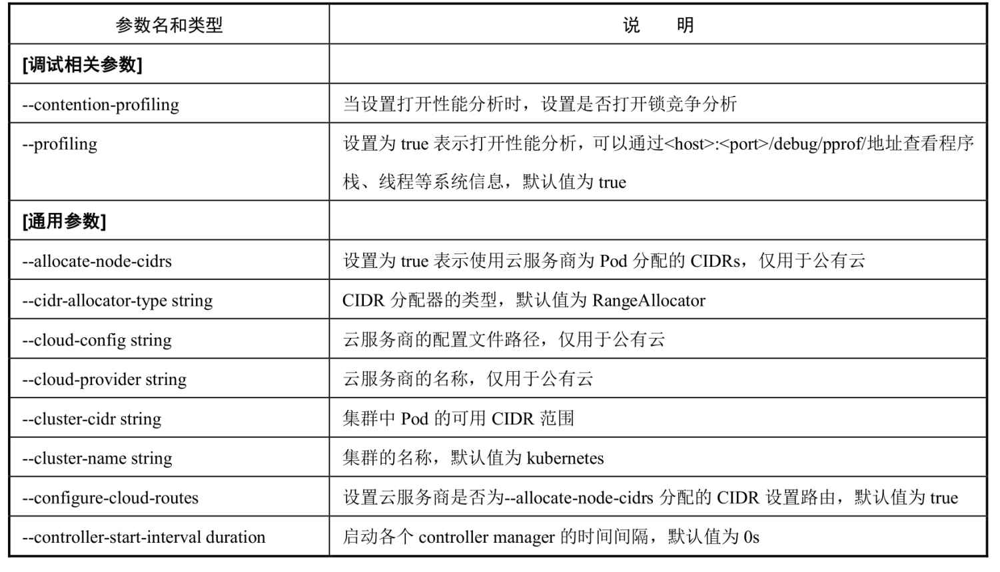 参数名和类型 说 明
[调试相关参数]
--contention-profiling 当设置打开性能分析时，设置是否打开锁竞争分析
--profiling 设置为 true 表示打开性能分析，可以通过<host>:<port>/debug/pprof/地址查看程序
栈、线程等系统信息，默认值为 true
[通用参数]
--allocate-node-cidrs 设置为 true 表示使用云服务商为 Pod 分配的 CIDRs，仅用于公有云
--cidr-allocator-type string CIDR 分配器的类型，默认值为 RangeAllocator
--cloud-config string 云服务商的配置文件路径，仅用于公有云
--cloud-provider string 云服务商的名称，仅用于公有云
--cluster-cidr string 集群中 Pod 的可用 CIDR 范围
--cluster-name string 集群的名称，默认值为 kubernetes
--configure-cloud-routes 设置云服务商是否为--allocate-node-cidrs 分配的 CIDR 设置路由，默认值为 true
--controller-start-interval duration 启动各个 controller manager 的时间间隔，默认值为 0s